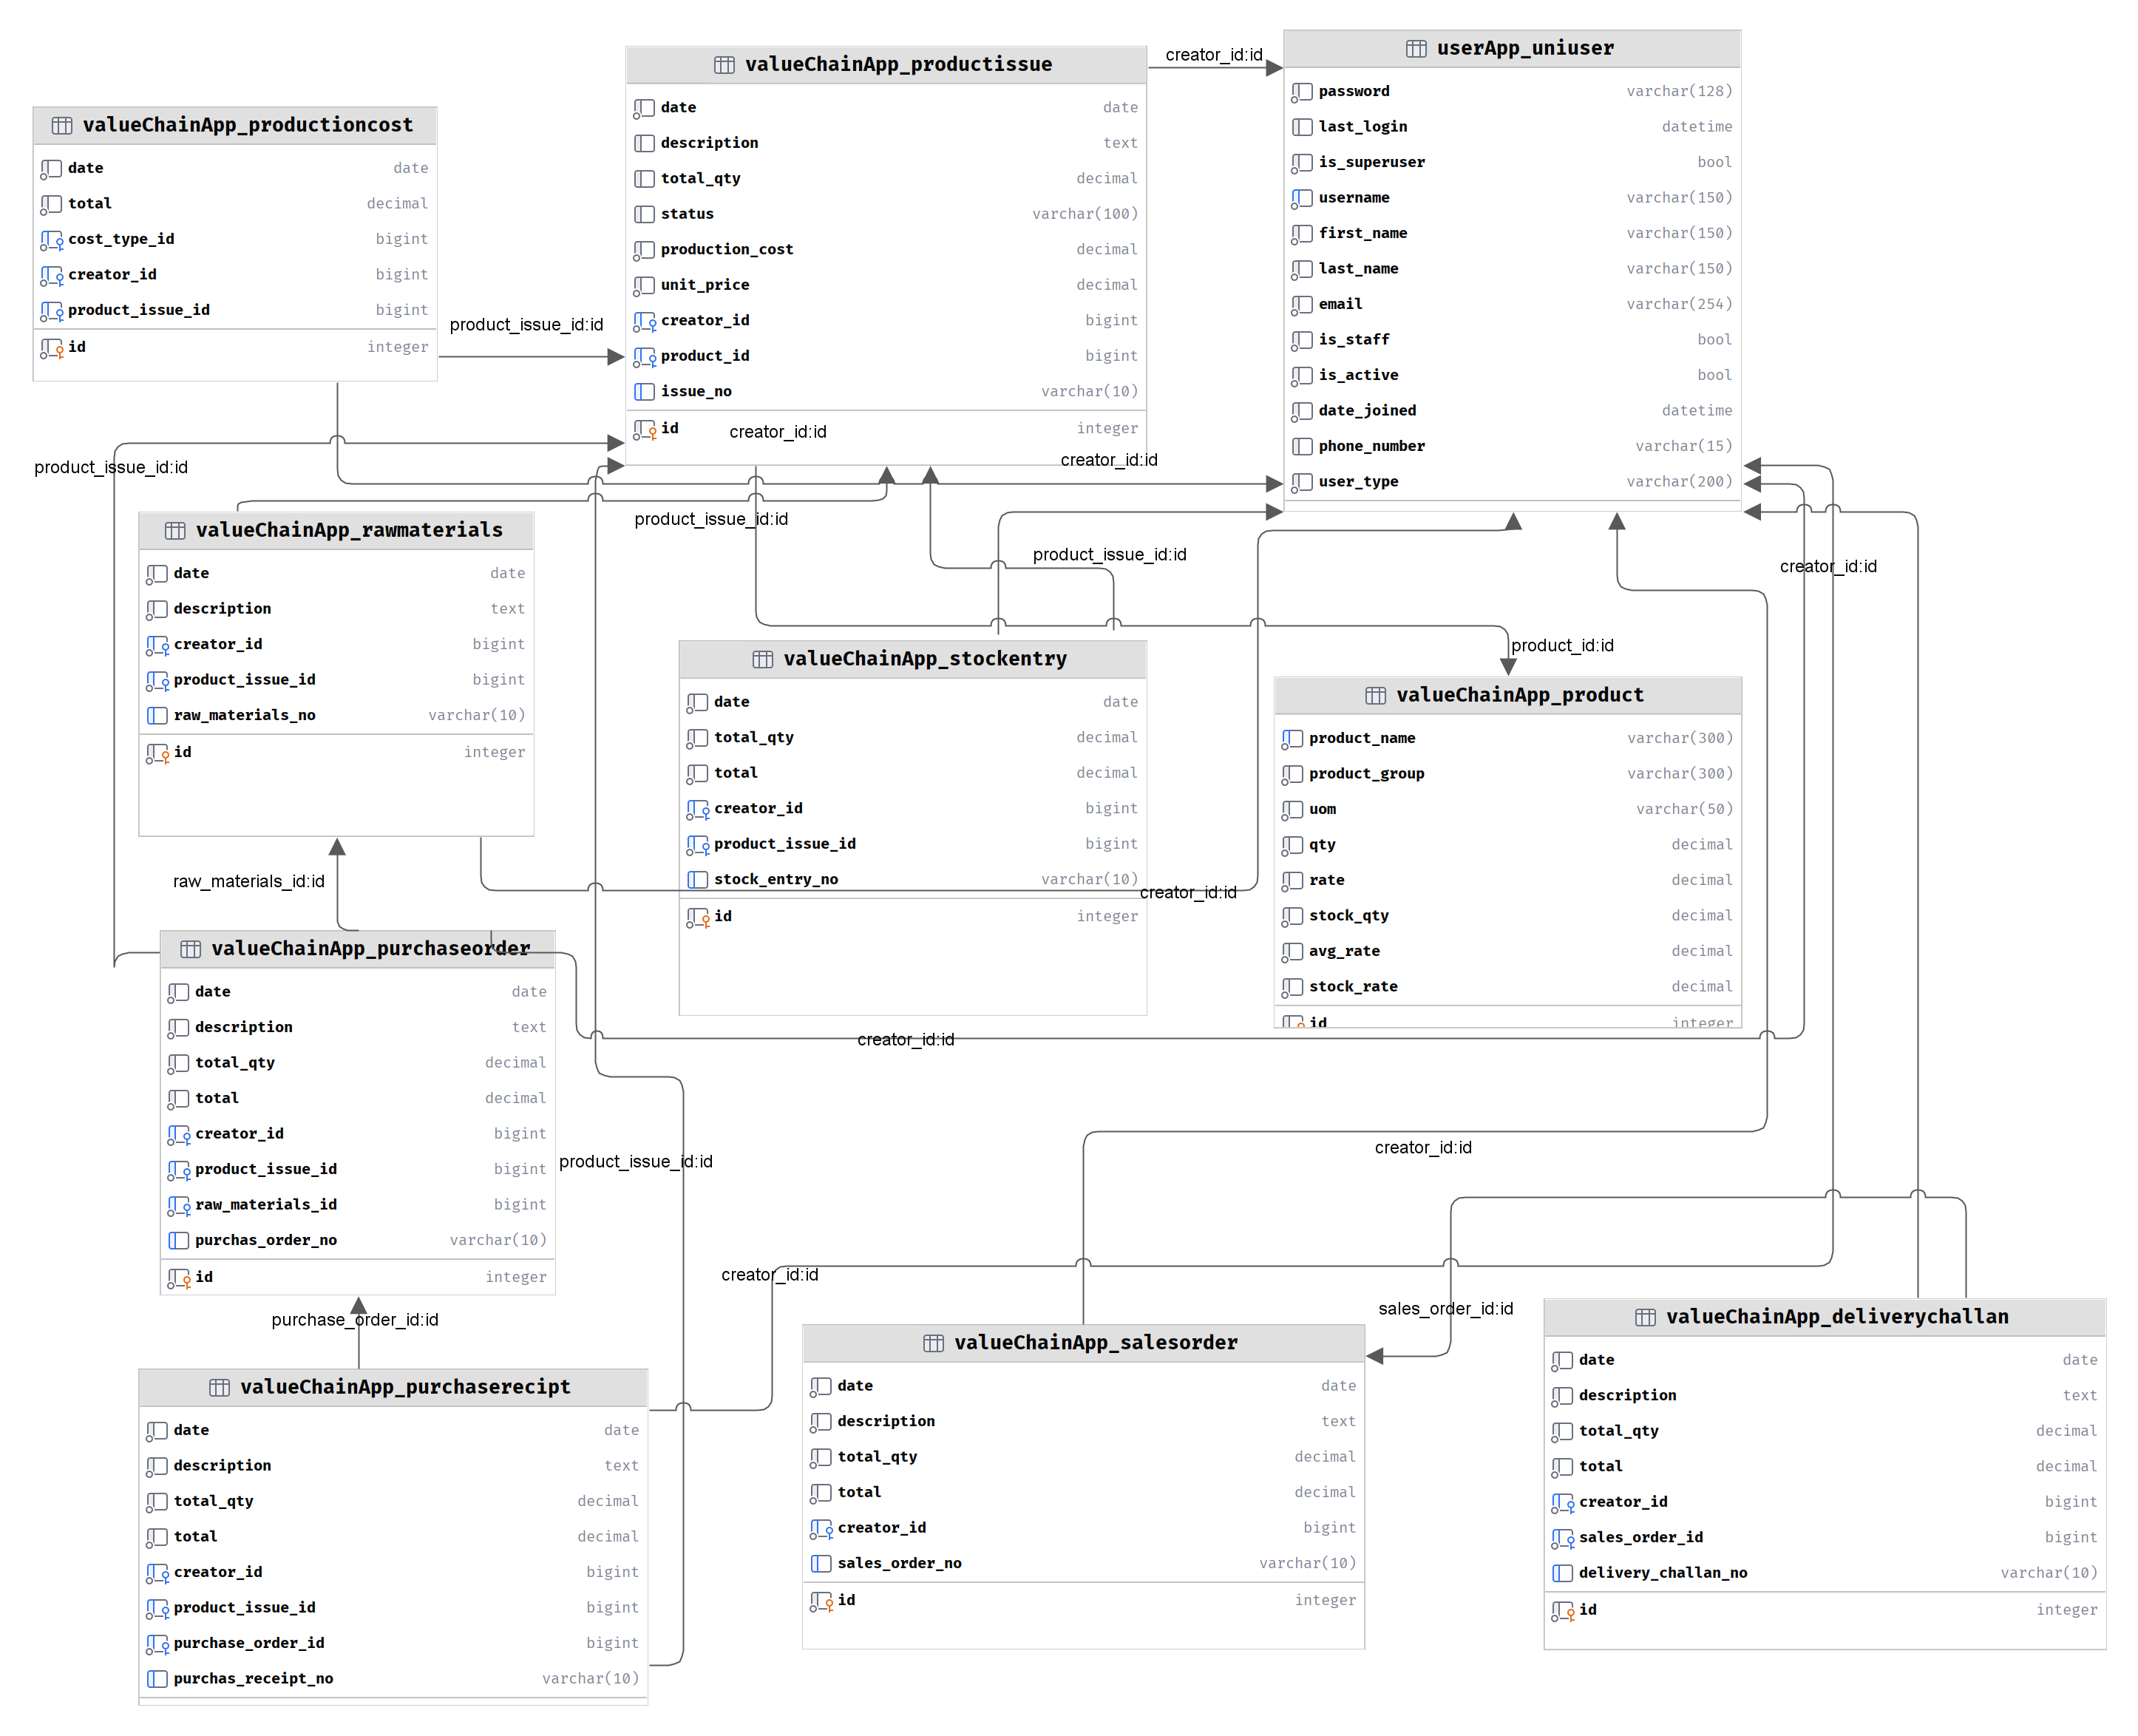 valueChainApp_productioncost
date date
total decimal
cost_type_id bigint
creator_id bigint
product_issue_id bigint
id integer
valueChainApp_productissue
date date
description text
total_qty decimal
status varchar(100)
production_cost decimal
unit_price decimal
creator_id bigint
product_id bigint
issue_no varchar(10)
id integer
userApp_uniuser
password varchar(128)
last_login datetime
is_superuser bool
username varchar(150)
first_name varchar(150)
last_name varchar(150)
email varchar(254)
is_staff bool
is_active bool
date_joined datetime
phone_number varchar(15)
user_type varchar(200)
creator_id:id
product_issue_id:id
creator_id:id
creator_id:id
product_issue_id:id
product_issue_id:id
product_issue_id:id
creator_id:id
product_id:id
valueChainApp_rawmaterials
date date
description text
creator_id bigint
product_issue_id bigint
raw_materials_no varchar(10)
id integer
valueChainApp_stockentry
date date
total_qty decimal
total decimal
creator_id bigint
product_issue_id bigint
stock_entry_no varchar(10)
id integer
valueChainApp_product
product_name varchar(300)
product_group varchar(300)
uom varchar(50)
qty decimal
rate decimal
stock_qty decimal
avg_rate decimal
stock_rate decimal
id integer
raw_materials_id:id
creator_id:id
creator_id:id
valueChainApp_purchaseorder
date date
description text
total_qty decimal
total decimal
creator_id bigint
product_issue_id bigint
raw_materials_id bigint
purchas_order_no varchar(10)
id integer
product_issue_id:id
creator_id:id
creator_id:id
sales_order_id:id
purchase_order_id:id
valueChainApp_purchaserecipt
date date
description text
total_qty decimal
total decimal
creator_id bigint
product_issue_id bigint
purchase_order_id bigint
purchas_receipt_no varchar(10)
valueChainApp_salesorder
date date
description text
total_qty decimal
total decimal
creator_id bigint
sales_order_no varchar(10)
id integer
valueChainApp_deliverychallan
date date
description text
total_qty decimal
total decimal
creator_id bigint
sales_order_id bigint
delivery_challan_no varchar(10)
id integer